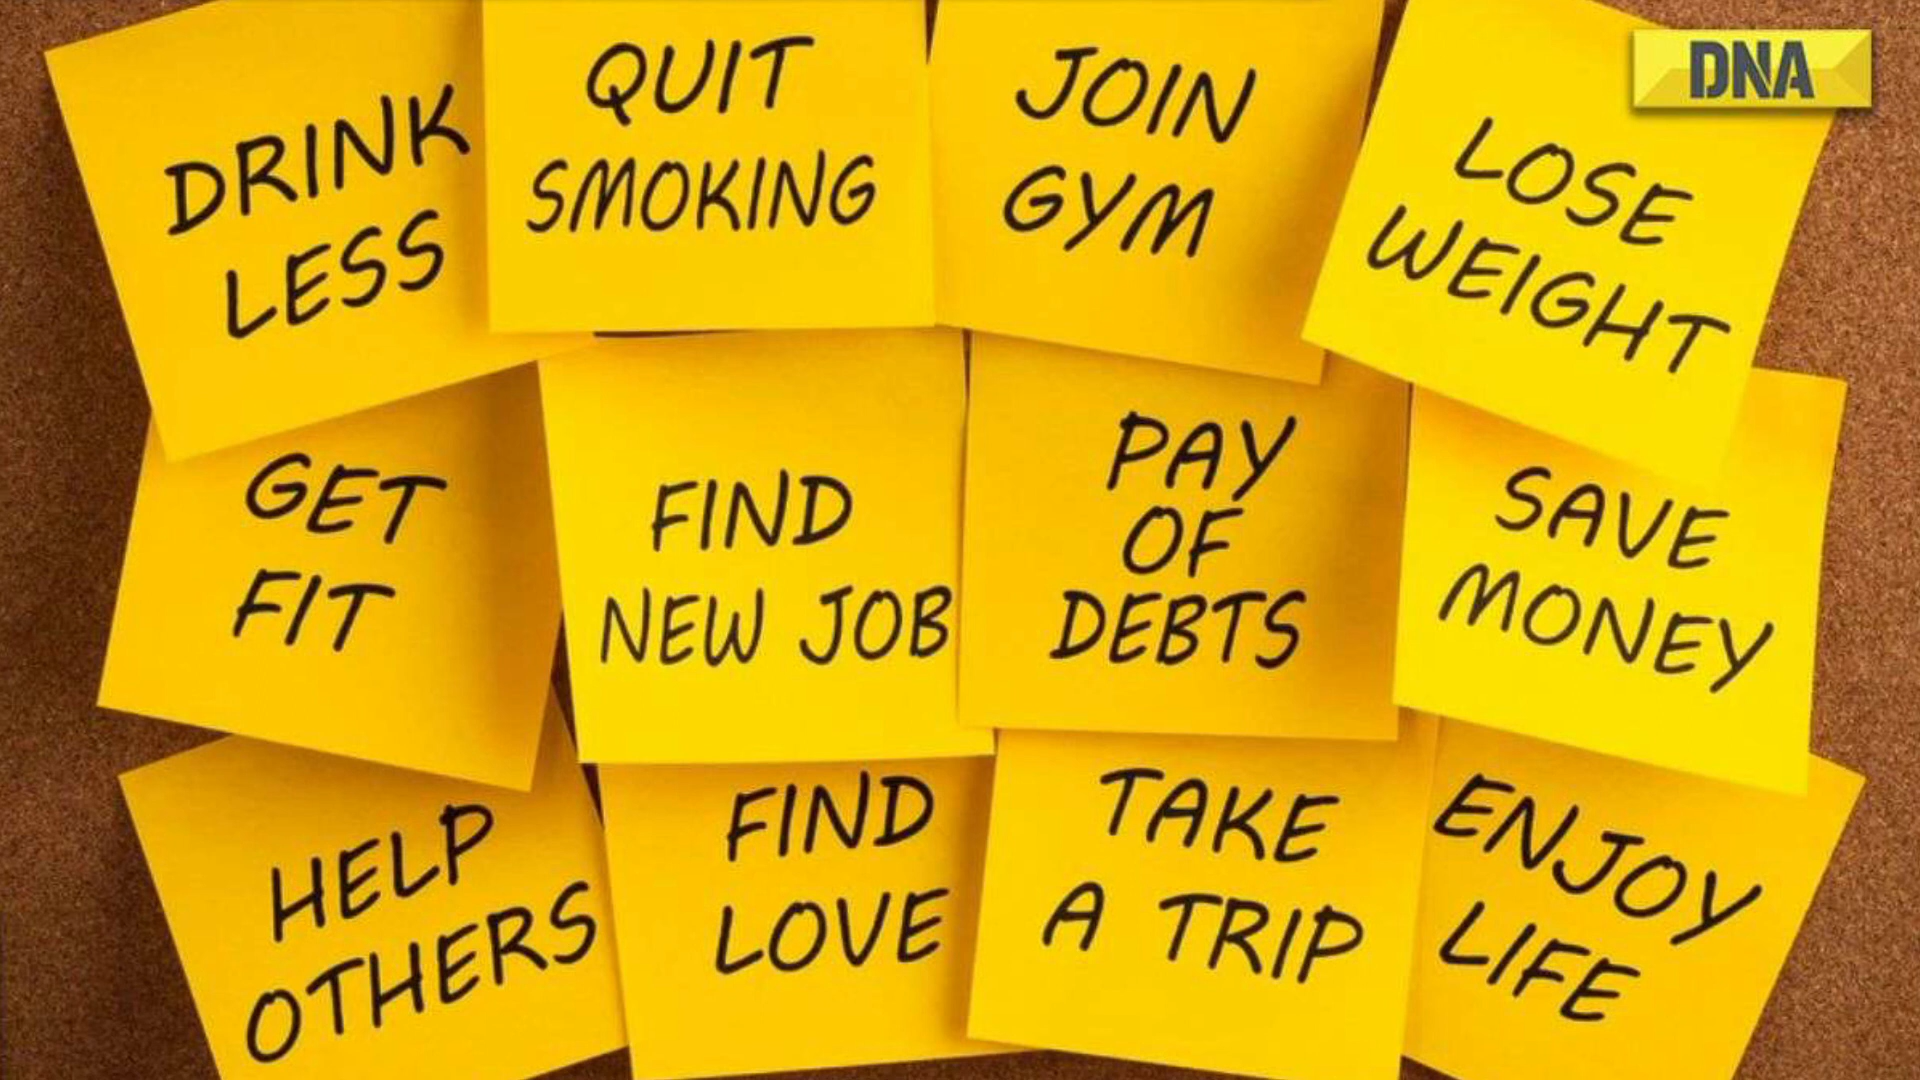 DRINK
LESS
QUIT
SMOKING
JOIN
GYM
LOSE
WEIGHT
DNA
GET
FIT
FIND
NEW JOB
PAY
OF
DEBTS
SAVE
MONEY
HELP
OTHERS
FIND
LOVE
TAKE
A TRIP
ENJOY
LIFE